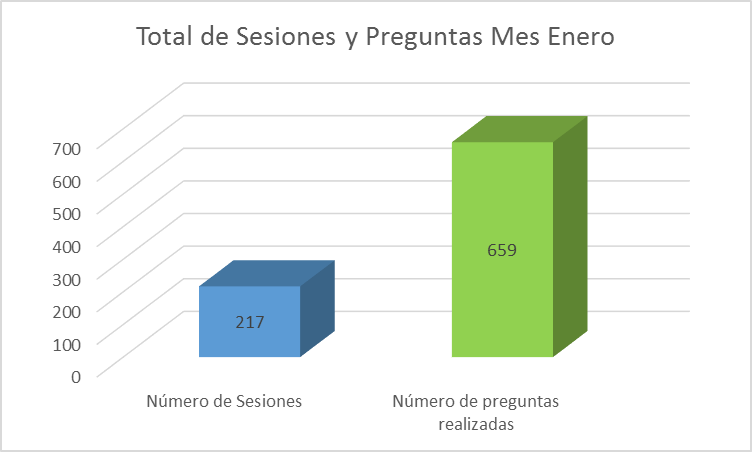 Total de Sesiones y Preguntas Mes Enero
700
600
500
400
300
200
100
0
217
659
Número de Sesiones
Número de preguntas
realizadas